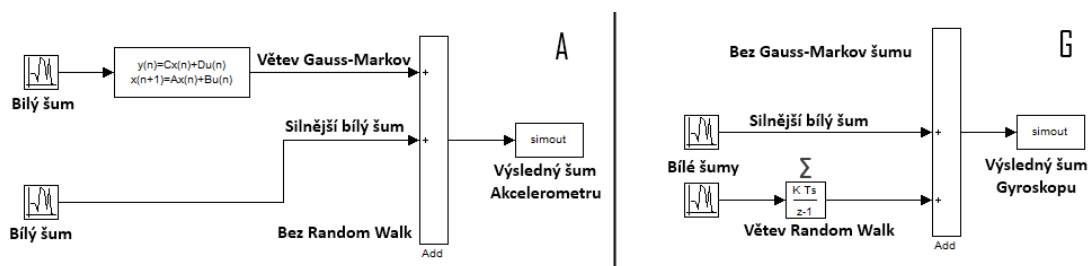 A
y(n)=Cx(n)+Du(n)
x(n+1)=Ax(n)+Bu(n)
Větev Gauss-Markov
+
Bilý šum
Silnější bílý šum
+
simout
Výsledný šum
Akcelerometru
Bílý šum
Bez Random Walk
Add
G
Bez Gauss-Markov šumu
Silnější bílý šum
+
simout
Bílé šumy
Σ
K Ts
z-1
+
Výsledný šum
Gyroskopu
Větev Random Walk
Add